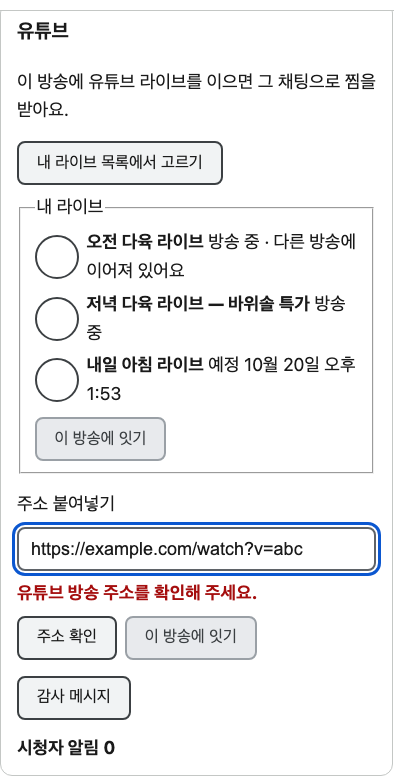 유튜브
이 방송에 유튜브 라이브를 이으면 그 채팅으로 찜을
받아요.
내 라이브 목록에서 고르기
내 라이브
오전 다육 라이브 방송 중 · 다른 방송에
이어져 있어요
저녁 다육 라이브 — 바위솔 특가 방송
중
내일 아침 라이브 예정 10월 20일 오후
1:53
이 방송에 잇기
주소 붙여넣기
https://example.com/watch?v=abc
유튜브 방송 주소를 확인해 주세요.
주소 확인
이 방송에 잇기
감사 메시지
시청자 알림 0